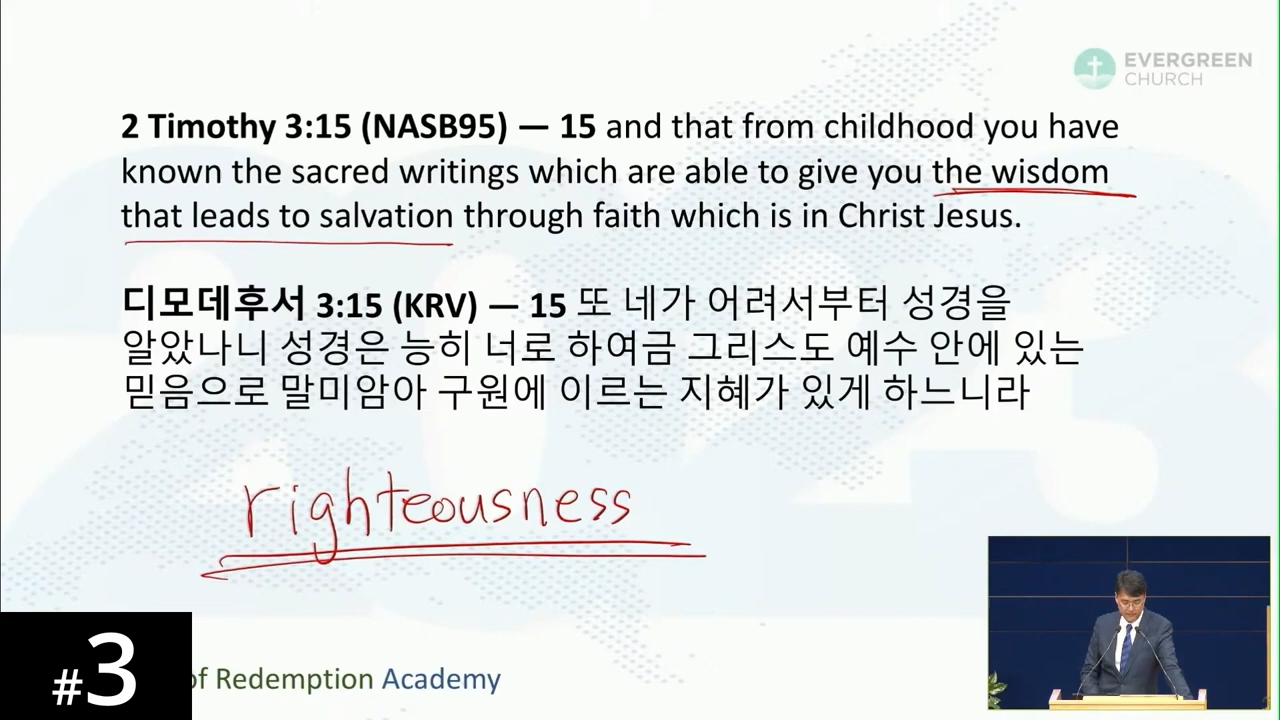 EVERGREEN
CHURCH
2 Timothy 3:15 (NASB95) — 15 and that from childhood you have
known the sacred writings which are able to give you the wisdom
that leads to salvation through faith which is in Christ Jesus.
디모데후서 3:15 (KRV) — 15 또 네가 어려서부터 성경을
알았나니 성경은 능히 너로 하여금 그리스도 예수 안에 있는
믿음으로 말미암아 구원에 이르는 지혜가 있게 하느니라
righteousness
#3
of Redemption Academy